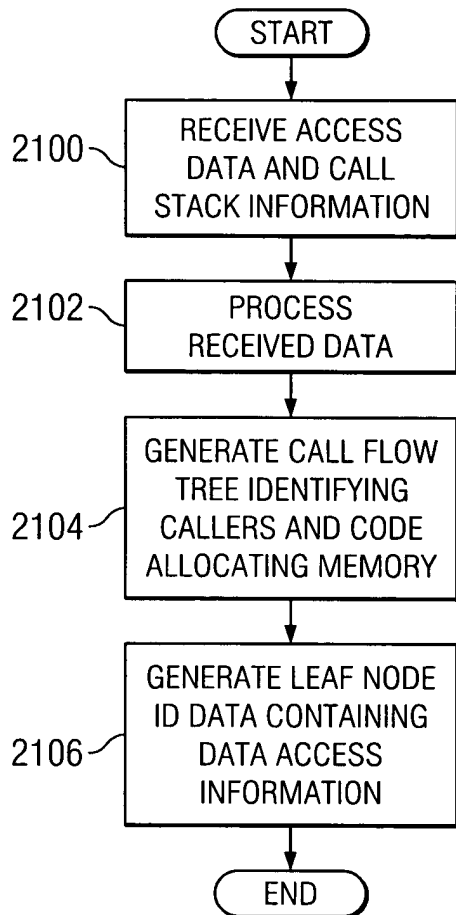 START
2100
RECEIVE ACCESS
DATA AND CALL
STACK INFORMATION
2102
PROCESS
RECEIVED DATA
2104
GENERATE CALL FLOW
TREE IDENTIFYING
CALLERS AND CODE
ALLOCATING MEMORY
2106
GENERATE LEAF NODE
ID DATA CONTAINING
DATA ACCESS
INFORMATION
END